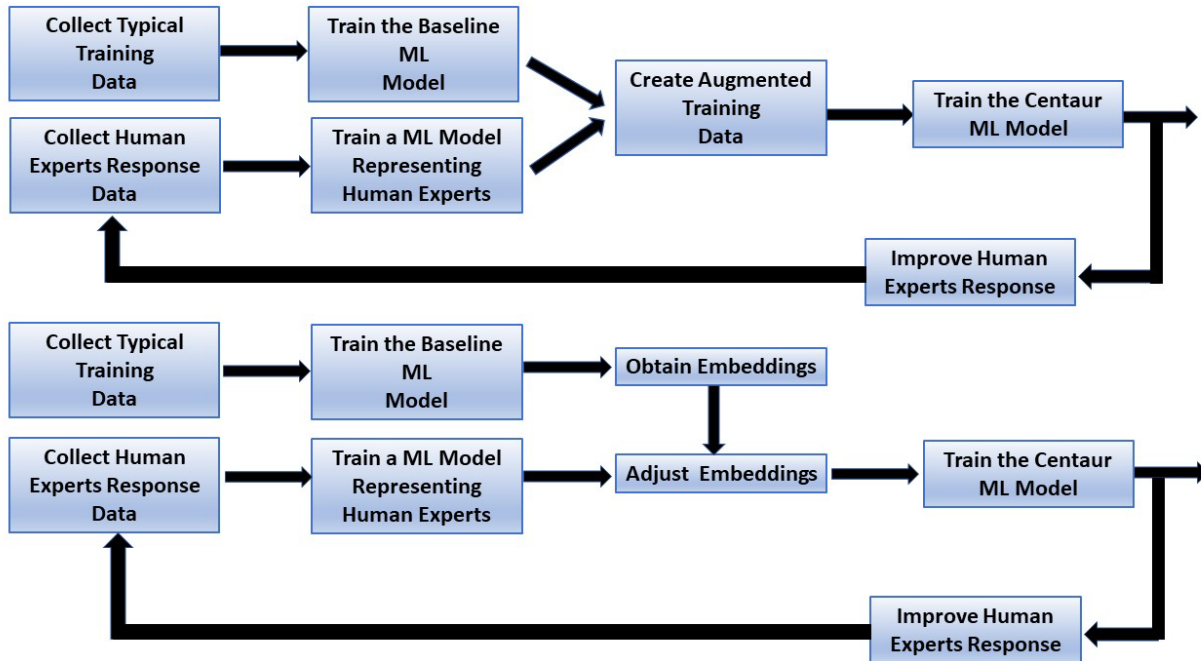 Collect Typical
Training
Data
Train the Baseline
ML
Model
Create Augmented
Training
Data
Train the Centaur
ML Model
Collect Human
Experts Response
Data
Train a ML Model
Representing
Human Experts
Improve Human
Experts Response
Collect Typical
Training
Data
Train the Baseline
ML
Model
Obtain Embeddings
Collect Human
Experts Response
Data
Train a ML Model
Representing
Human Experts
Adjust Embeddings
Train the Centaur
ML Model
Improve Human
Experts Response